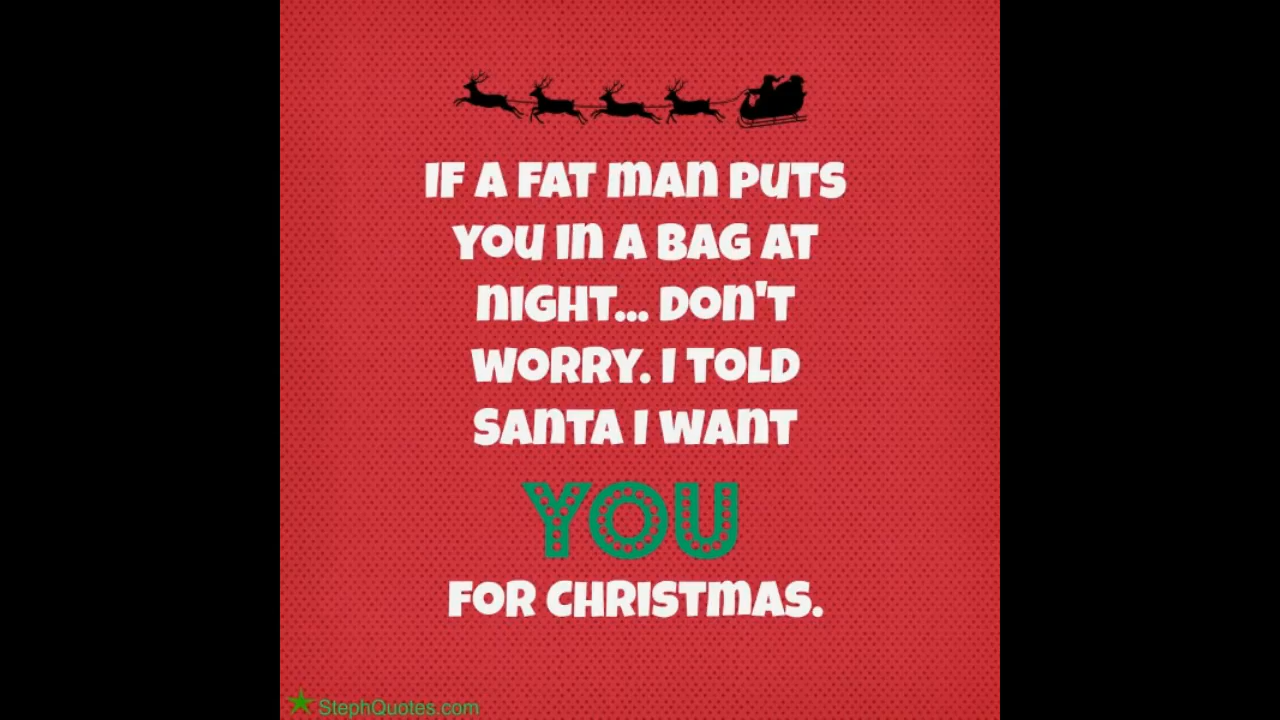 IF A FAT MAN PUTS
YOU IN A BAG AT
NIGHT... DON'T
WORRY. I TOLD
SANTA I WANT
YOU
FOR CHRISTMAS.
StephQuotes.com